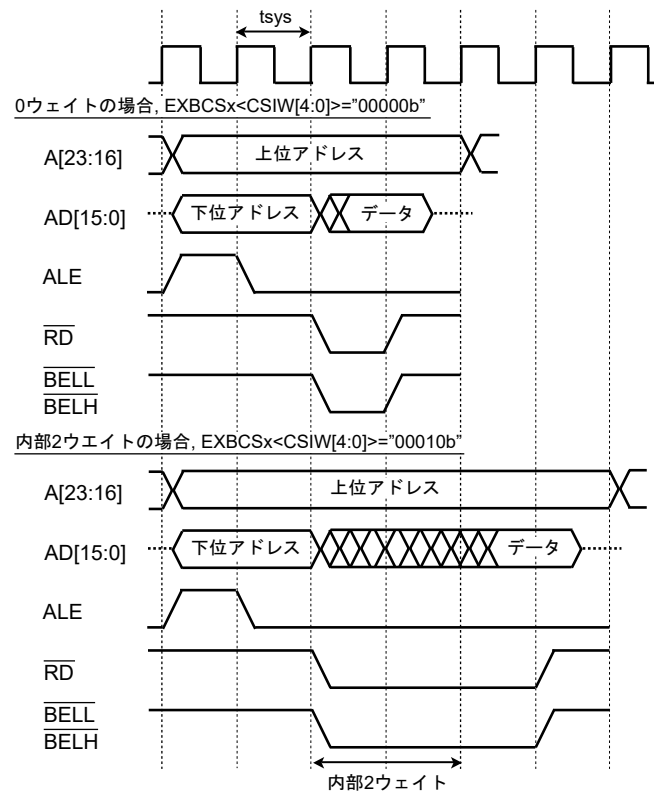 tsys
0ウェイトの場合, EXBCSx<CSIW[4:0]>=”00000b”
A[23:16]
上位アドレス
AD[15:0]
下位アドレス
データ
ALE
RD
BELL
BELH
内部2ウエイトの場合, EXBCSx<CSIW[4:0]>=”00010b”
A[23:16]
上位アドレス
AD[15:0]
下位アドレス
データ
ALE
RD
BELL
BELH
内部2ウェイト